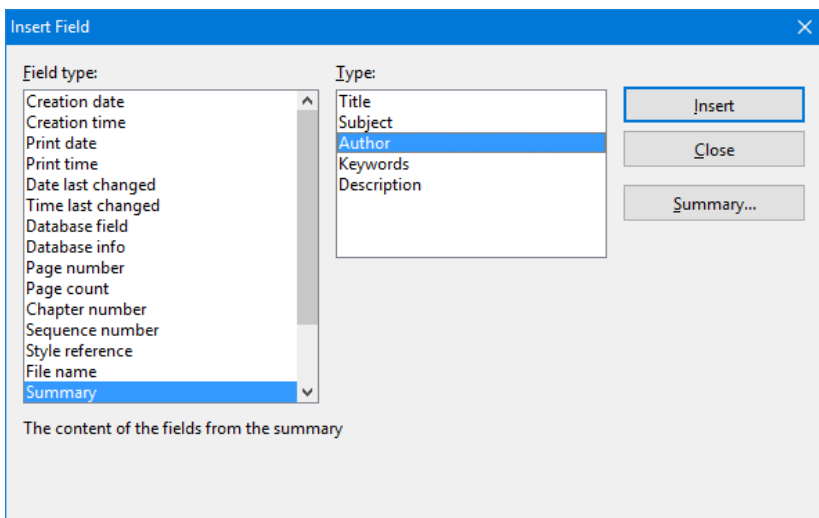 Insert Field
Field type:
Creation date
Creation time
Print date
Print time
Date last changed
Time last changed
Database field
Database info
Page number
Page count
Chapter number
Sequence number
Style reference
File name
Summary
The content of the fields from the summary
Type:
Title
Subject
Author
Keywords
Description
Insert
Close
Summary...